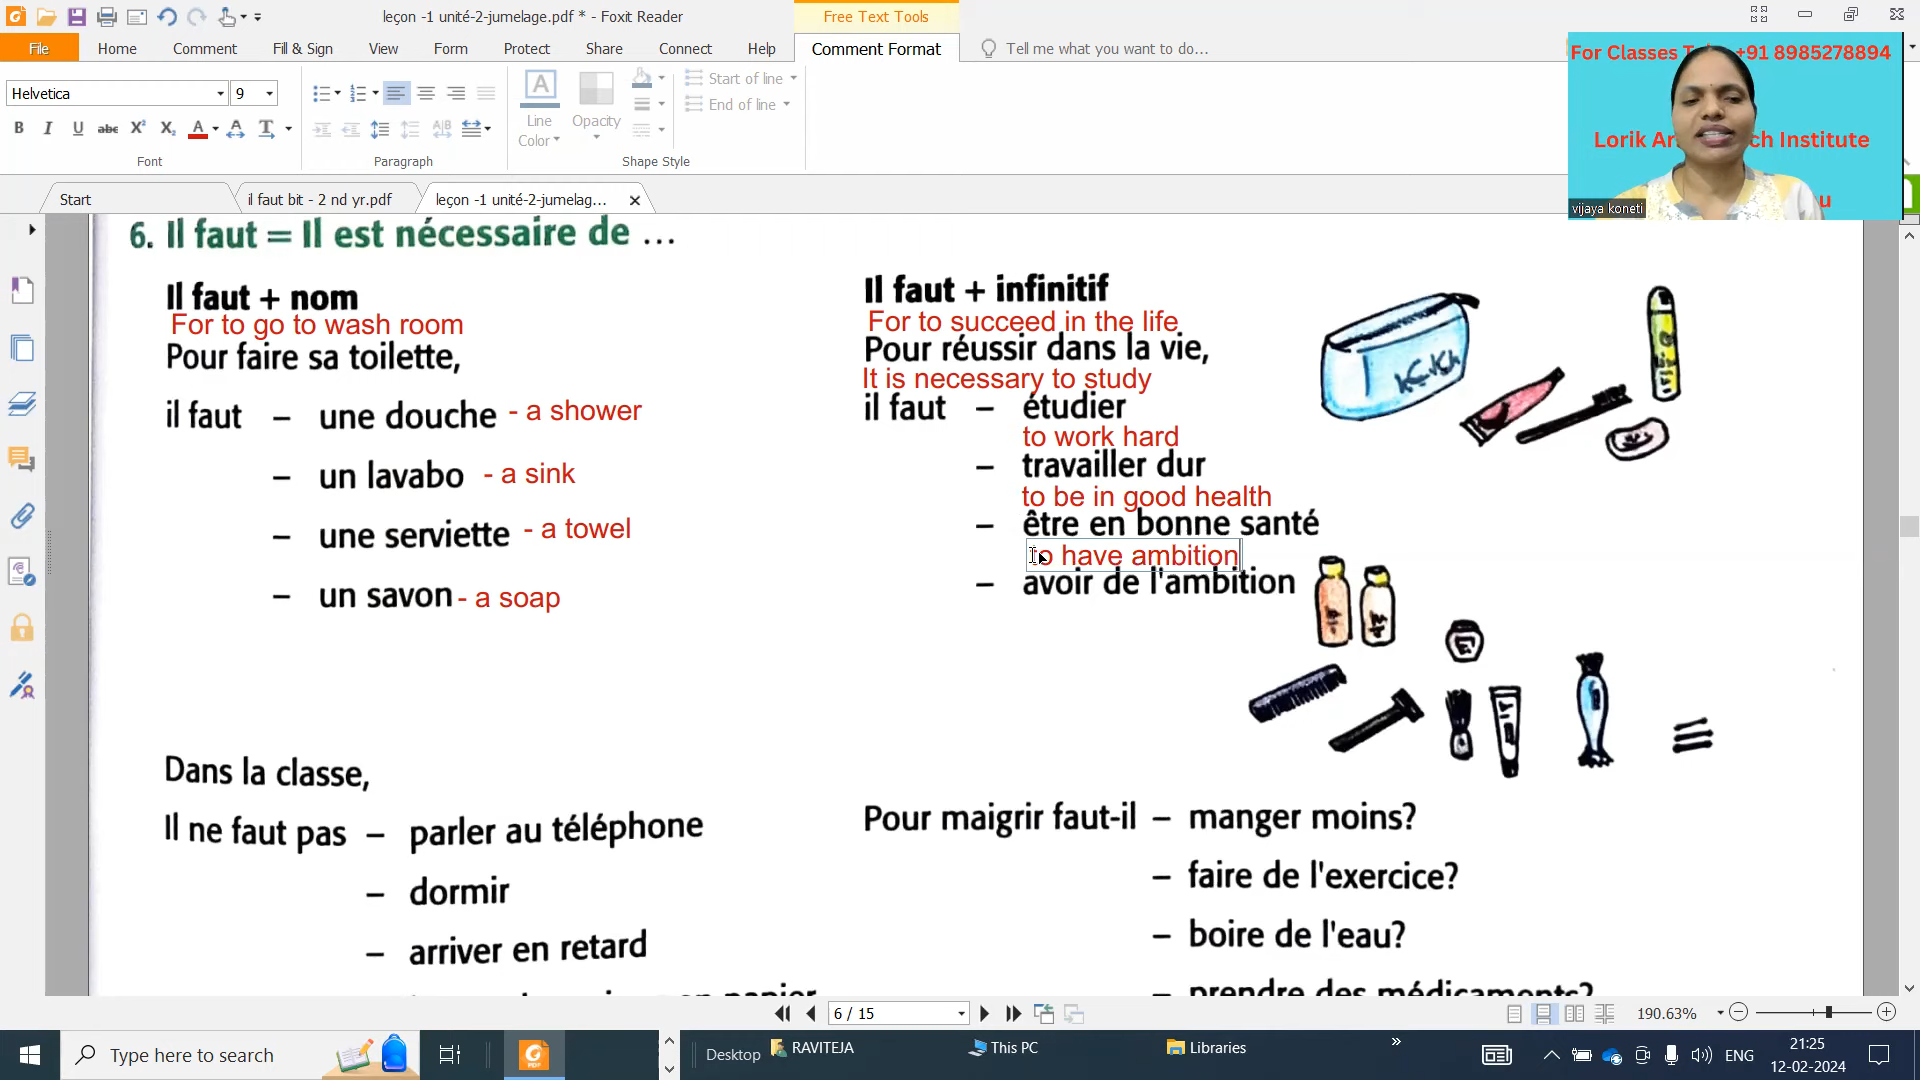 leçon -1 unité-2-jumelage.pdf * - Foxit Reader
Free Text Tools
File Home Comment Fill & Sign View Form Protect Share Connect Help Comment Format Tell me what you want to do...
Helvetica 9
Line Color
Opacity
Start of line
End of line
Font Paragraph Shape Style
Start
il faut bit - 2 nd yr.pdf
leçon -1 unité-2-jumelag...
For Classes +91 8985278894
Lorik Institute
vijaya koneti
6. Il faut = Il est nécessaire de ...
Il faut + nom
For to go to wash room
Pour faire sa toilette,
il faut – une douche - a shower
– un lavabo - a sink
– une serviette - a towel
– un savon - a soap
Il faut + infinitif
For to succeed in the life
Pour réussir dans la vie,
It is necessary to study
il faut – étudier
to work hard
– travailler dur
to be in good health
– être en bonne santé
to have ambition
– avoir de l'ambition
Dans la classe,
Il ne faut pas – parler au téléphone
– dormir
– arriver en retard
Pour maigrir faut-il – manger moins?
– faire de l'exercice?
– boire de l'eau?
– prendre des médicaments?
6 / 15
190.63%
Type here to search
Desktop
RAVITEJA
This PC
Libraries
ENG
21:25
12-02-2024